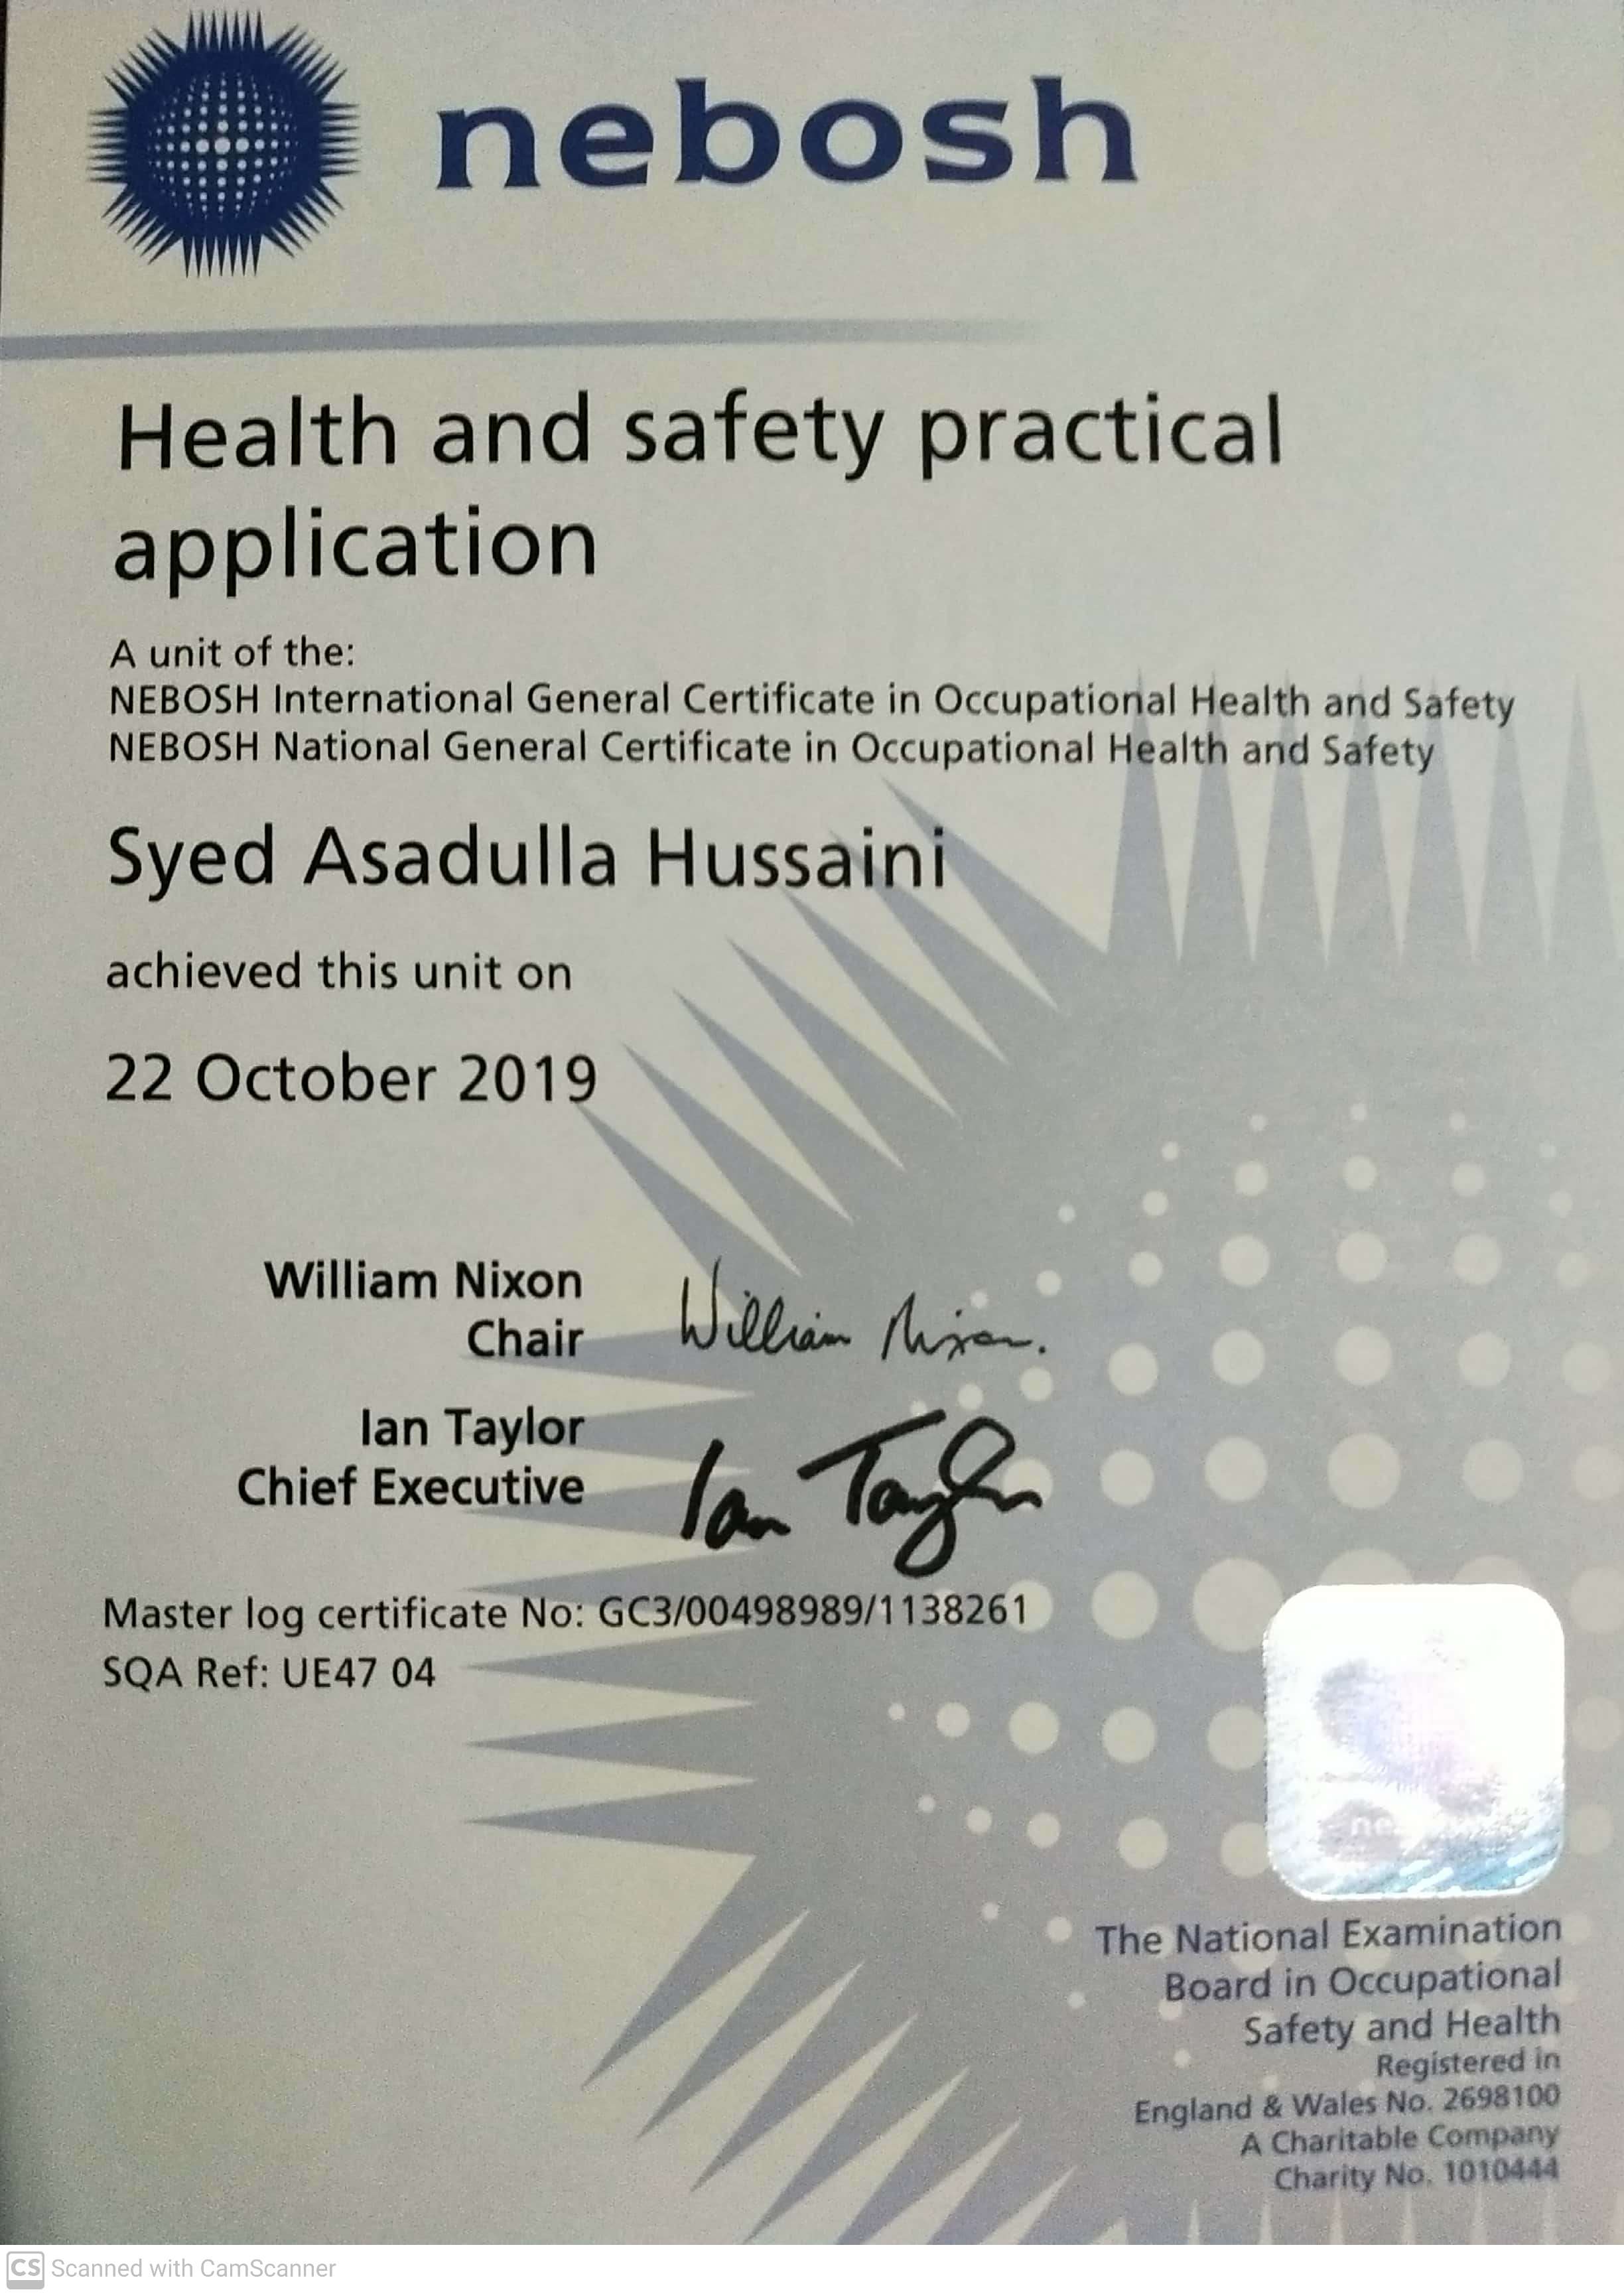 nebosh
Health and safety practical
application
A unit of the:
NEBOSH International General Certificate in Occupational Health and Safety
NEBOSH National General Certificate in Occupational Health and Safety
Syed Asadulla Hussaini
achieved this unit on
22 October 2019
William Nixon
Chair
William Nixon.
Ian Taylor
Chief Executive
Ian Taylor
Master log certificate No: GC3/00498989/1138261
SQA Ref: UE47 04
The National Examination
Board in Occupational
Safety and Health
Registered in
England & Wales No. 2698100
A Charitable Company
Charity No. 1010444
CS Scanned with CamScanner